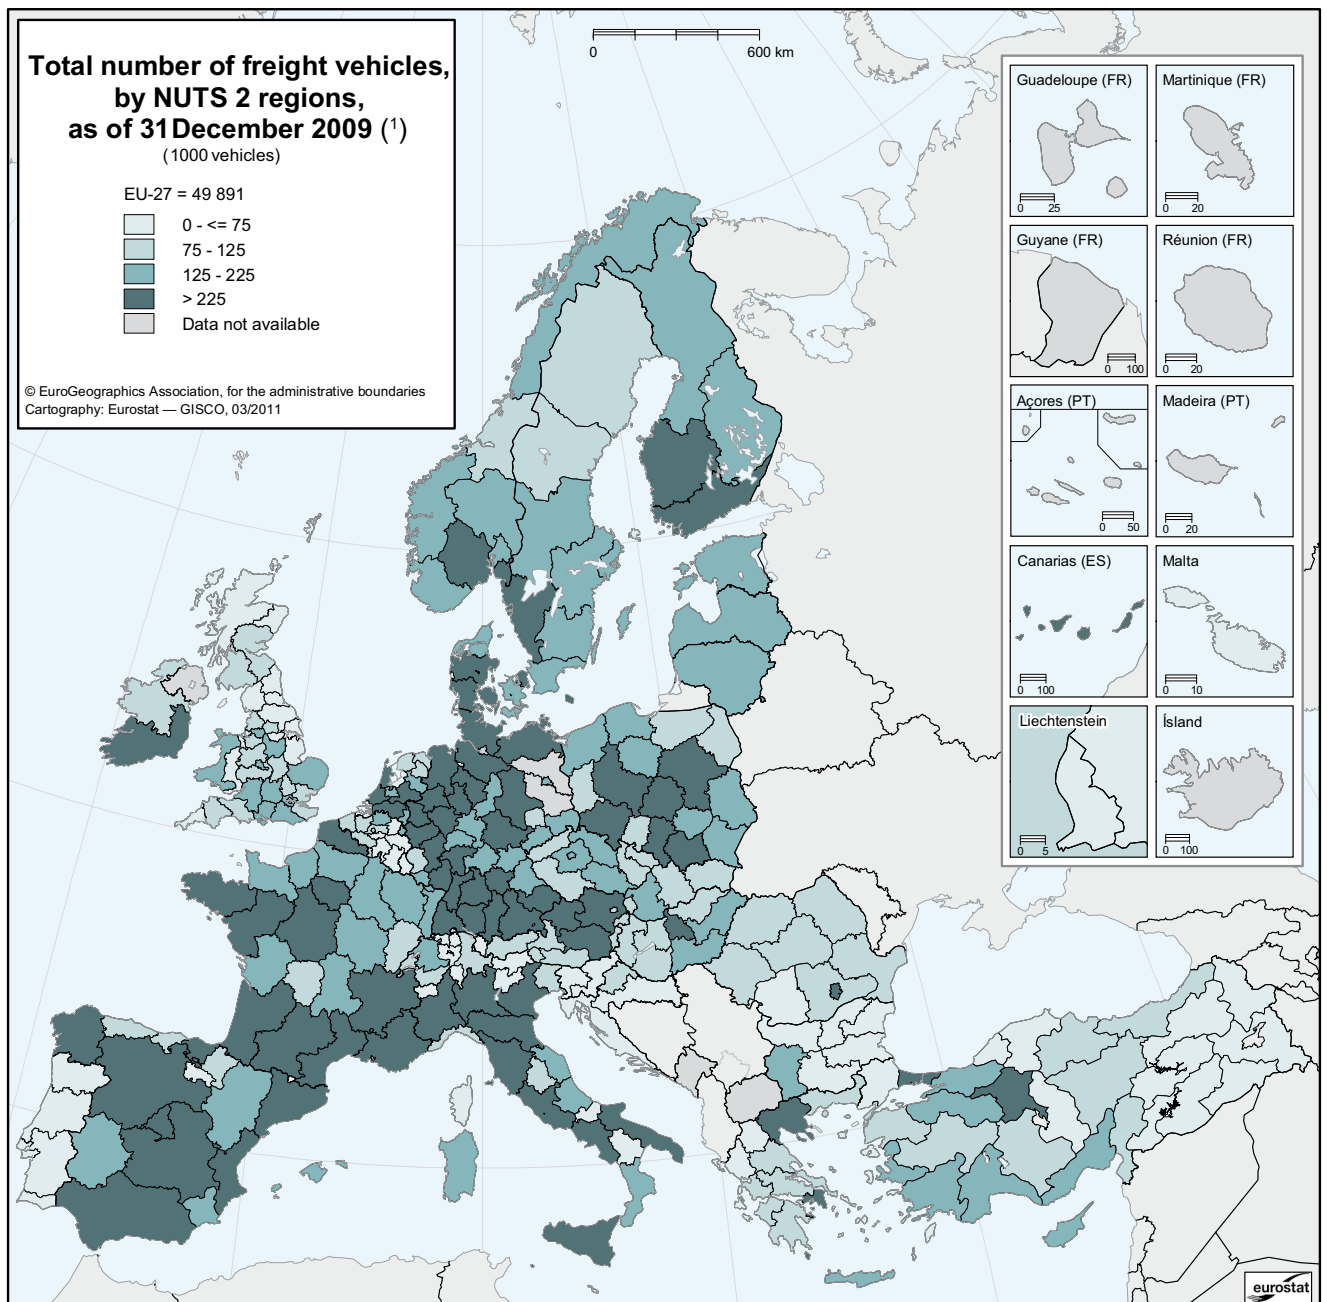 Total number of freight vehicles,
by NUTS 2 regions,
as of 31 December 2009 (1)
(1000 vehicles)
EU-27 = 49 891
0 - <= 75
75 - 125
125 - 225
> 225
Data not available
© EuroGeographics Association, for the administrative boundaries
Cartography: Eurostat — GISCO, 03/2011
0 600 km
Guadeloupe (FR)
0 25
Martinique (FR)
0 20
Guyane (FR)
0 100
Réunion (FR)
0 20
Açores (PT)
0 50
Madeira (PT)
0 20
Canarias (ES)
0 100
Malta
0 10
Liechtenstein
0 5
Ísland
0 100
eurostat